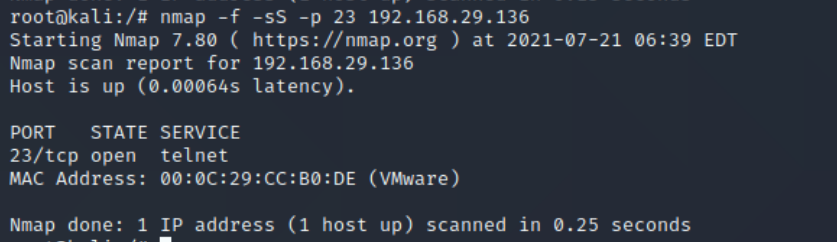 root@kali:/# nmap -f -sS -p 23 192.168.29.136
Starting Nmap 7.80 ( https://nmap.org ) at 2021-07-21 06:39 EDT
Nmap scan report for 192.168.29.136
Host is up (0.00064s latency).
PORT   STATE SERVICE
23/tcp open  telnet
MAC Address: 00:0C:29:CC:B0:DE (VMware)
Nmap done: 1 IP address (1 host up) scanned in 0.25 seconds